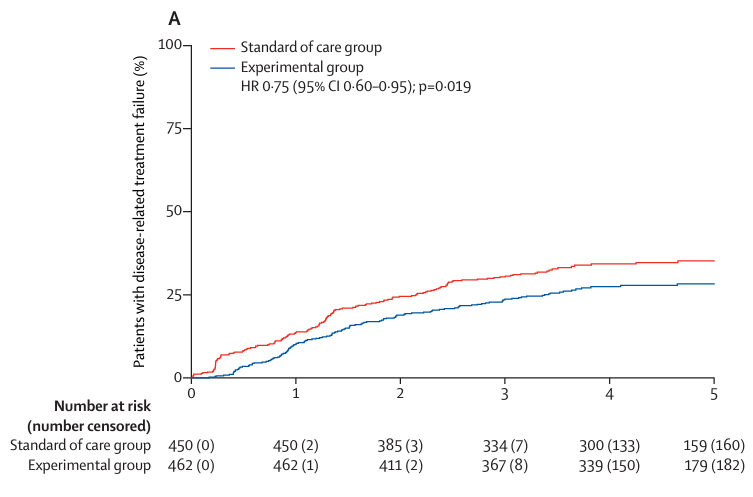 A
Patients with disease-related treatment failure (%)
100
75
50
25
0
Standard of care group
Experimental group
HR 0·75 (95% CI 0·60–0·95); p=0·019
0 1 2 3 4 5
Number at risk
(number censored)
Standard of care group 450 (0) 450 (2) 385 (3) 334 (7) 300 (133) 159 (160)
Experimental group 462 (0) 462 (1) 411 (2) 367 (8) 339 (150) 179 (182)